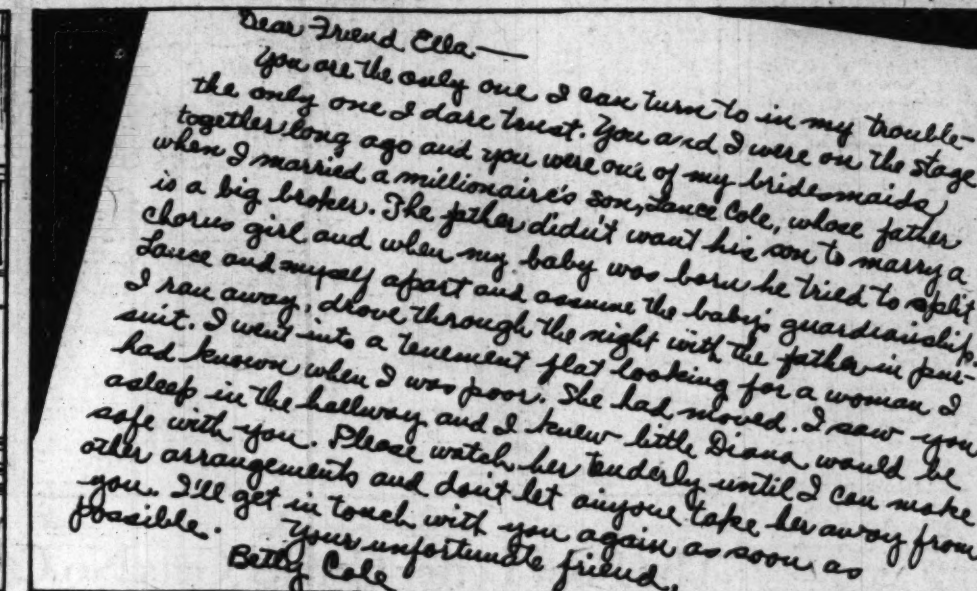 Dear Friend Ella—
You are the only one I can turn to in my trouble—
the only one I dare trust. You and I were on the stage
together long ago and you were one of my bridesmaids
when I married a millionaire's son, Lance Cole, whose father
is a big broker. The father didn't want his son to marry a
chorus girl and when my baby was born he tried to split
Lance and myself apart and assume the baby's guardianship.
I ran away, drove through the night with the father in pur-
suit. I went into a tenement flat looking for a woman I
had known when I was poor. She had moved. I saw you
asleep in the hallway and I knew little Diana would be
safe with you. Please watch her tenderly until I can make
other arrangements and don't let anyone take her away from
you. I'll get in touch with you again as soon as
possible. Your unfortunate friend,
Betty Cole